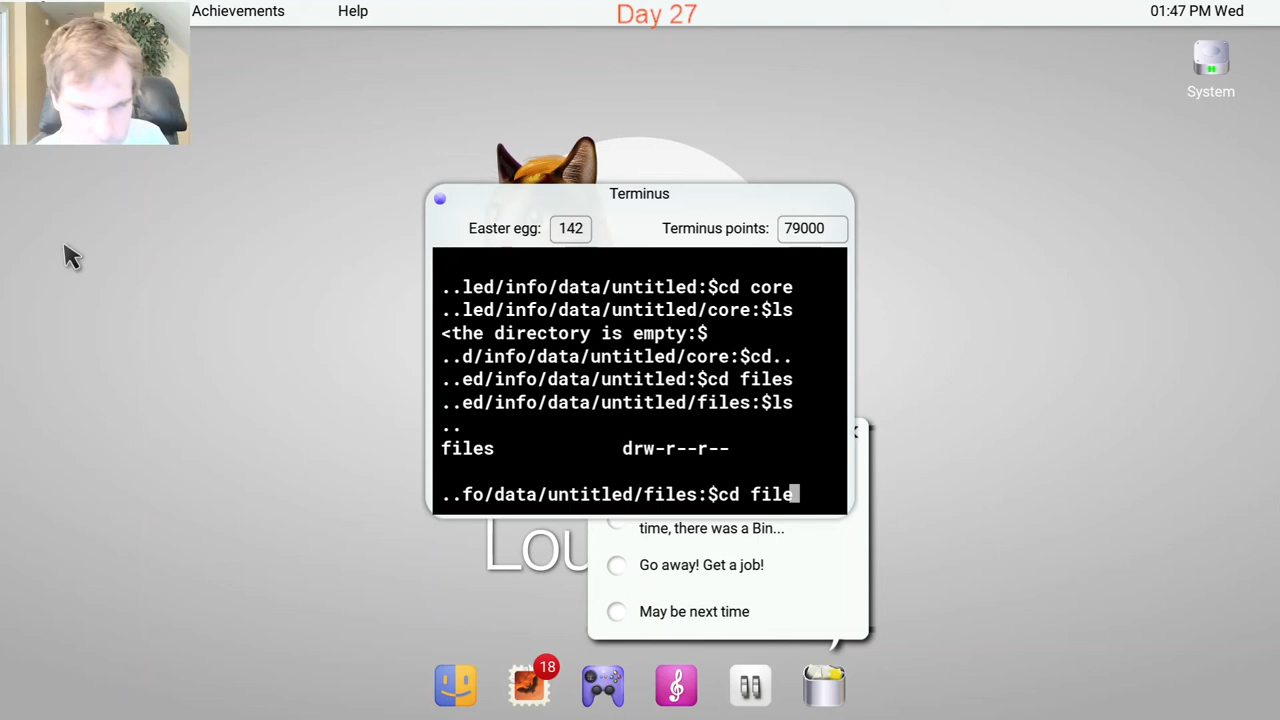 Achievements
Help
Day 27
01:47 PM Wed
System
Terminus
Easter egg: 142
Terminus points: 79000
..led/info/data/untitled:$cd core
..led/info/data/untitled/core:$ls
<the directory is empty:$
..d/info/data/untitled/core:$cd..
..ed/info/data/untitled:$cd files
..ed/info/data/untitled/files:$ls
..
files drw-r--r--
..fo/data/untitled/files:$cd file
Lou
time, there was a Bin...
Go away! Get a job!
May be next time
18